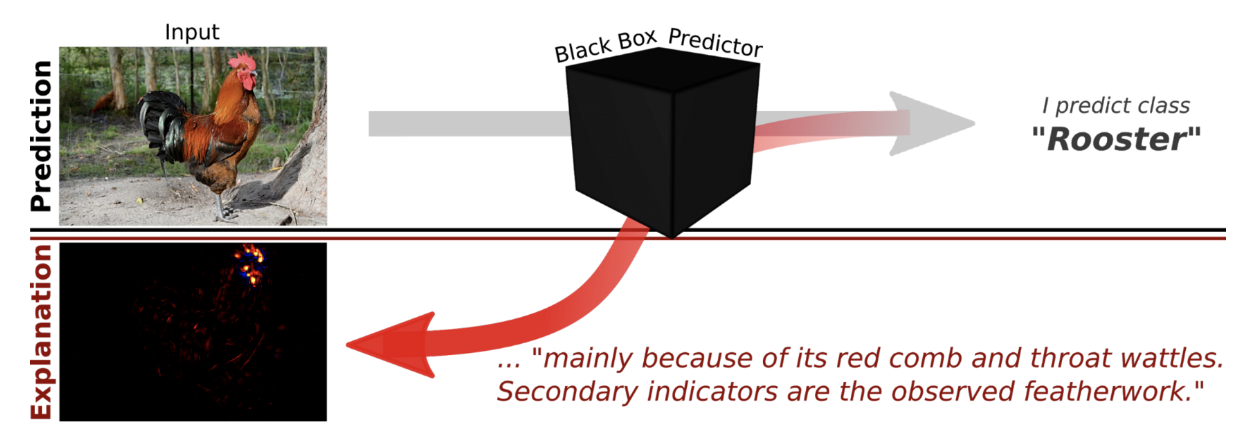 Input
Prediction
Black Box Predictor
I predict class
"Rooster"
Explanation
... "mainly because of its red comb and throat wattles.
Secondary indicators are the observed featherwork."